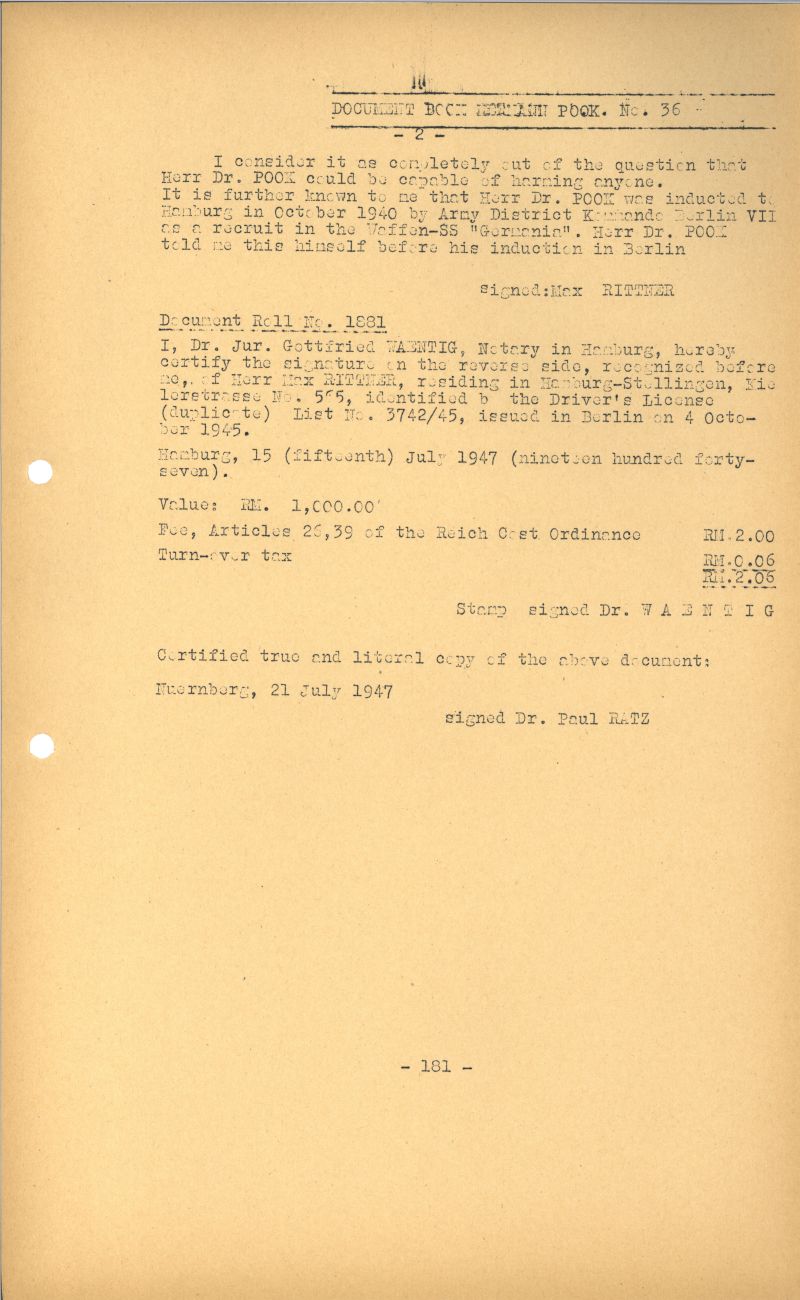 DOCUMENT BOOK HERMANN POOK. No. 36
- 2 -
I consider it as completely out of the question that
Herr Dr. POOK could be capable of harming anyone.
It is further known to me that Herr Dr. POOK was inducted to
Hamburg in October 1940 by Army District Kommando Berlin VII
as a recruit in the Waffen-SS "Germania". Herr Dr. POOK
told me this himself before his induction in Berlin
signed:Max RITTNER
Document Roll No. 1881
I, Dr. Jur. Gottfried WAENTIG, Notary in Hamburg, hereby
certify the signature on the reverse side, recognized before
me,. of Herr Max RITTNER, residing in Hamburg-Stellingen, Kie
lerstrasse No. identified b the Driver's License
(duplicate) List No. 3742/45, issued in Berlin on 4 Octo-
ber 1945.
Hamburg, 15 (fifteenth) July 1947 (nineteen hundred forty-
seven).
Value: RM. 1,000.00
Fee, Articles 26,39 of the Reich Cost Ordinance RM.2.00
Turn-over tax RM.0.06
RM.2.06
Stamp signed Dr. W A E N T I G
Certified true and literal copy of the above document:
Nuernberg, 21 July 1947
signed Dr. Paul RATZ
- 181 -